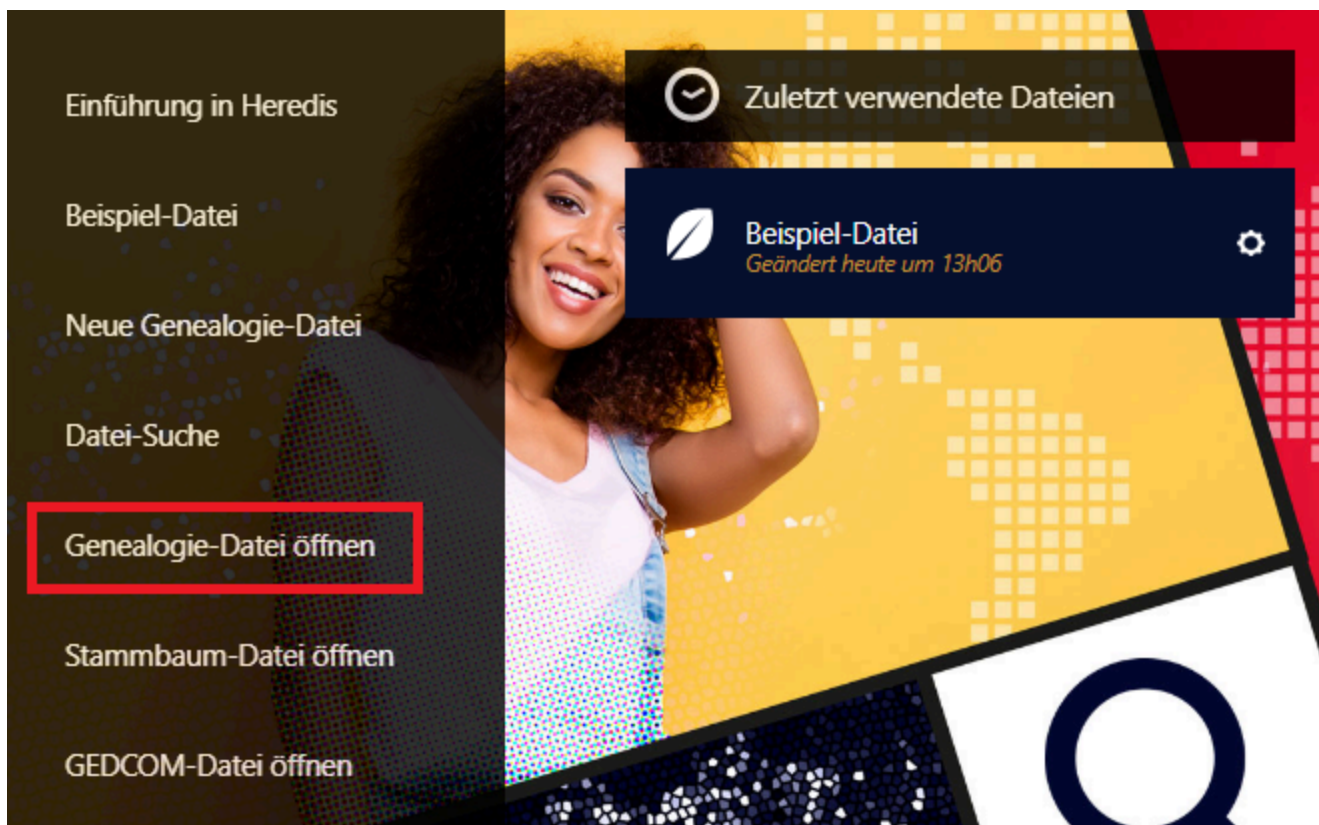 Einführung in Heredis
Beispiel-Datei
Neue Genealogie-Datei
Datei-Suche
Genealogie-Datei öffnen
Stammbaum-Datei öffnen
GEDCOM-Datei öffnen
Zuletzt verwendete Dateien
Beispiel-Datei
Geändert heute um 13h06